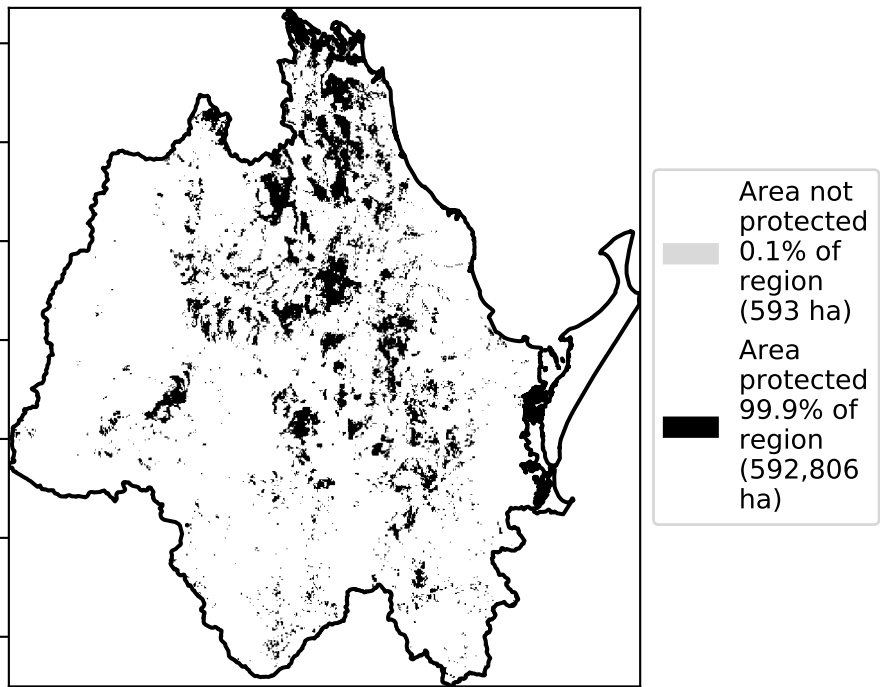 Area not
protected
0.1% of
region
(593 ha)
Area
protected
99.9% of
region
(592,806
ha)